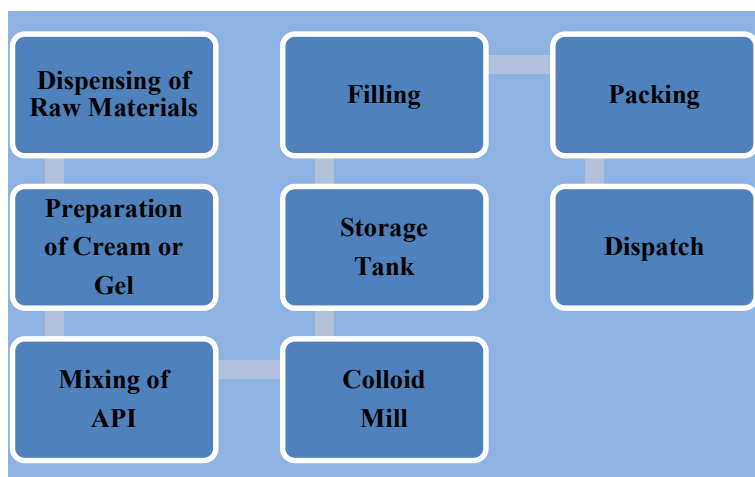 Dispensing of
Raw Materials
Preparation
of Cream or
Gel
Mixing of
API
Colloid
Mill
Storage
Tank
Filling
Packing
Dispatch